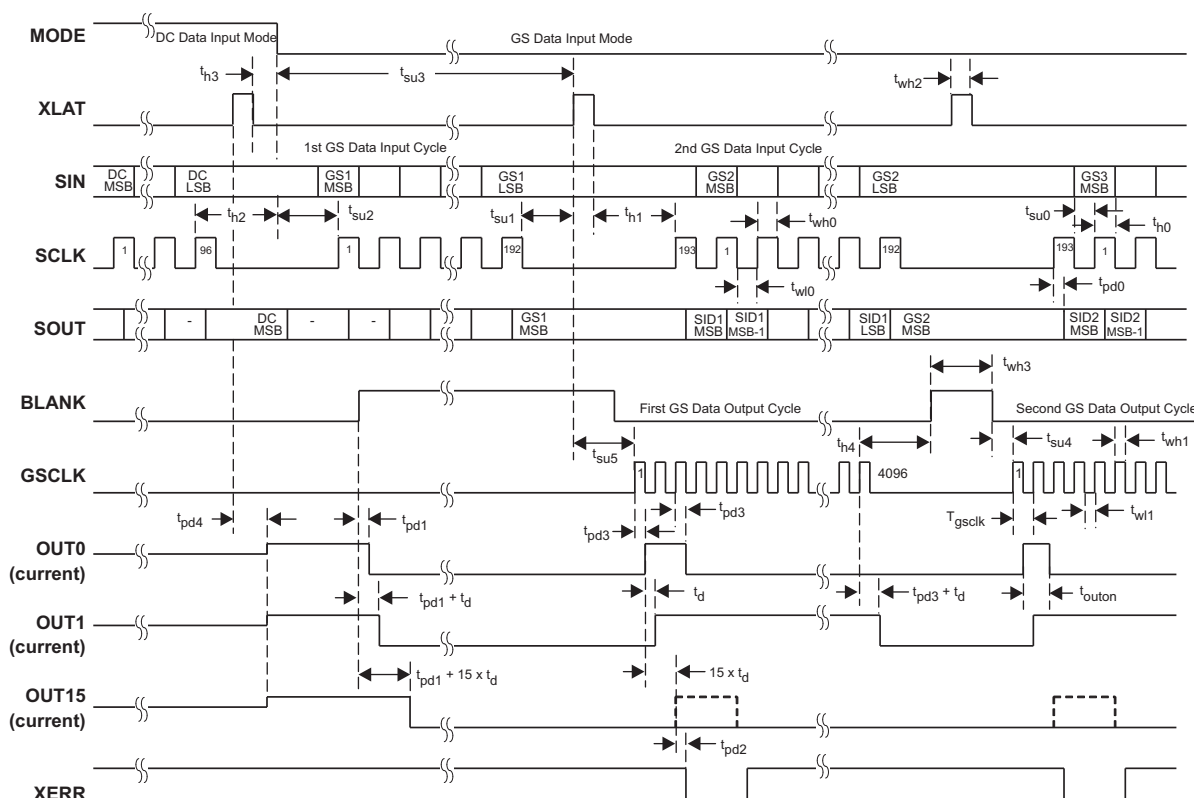 MODE
DC Data Input Mode
GS Data Input Mode
th3
tsu3
twh2
XLAT
1st GS Data Input Cycle
2nd GS Data Input Cycle
SIN
DC MSB
DC LSB
GS1 MSB
GS1 LSB
GS2 MSB
GS2 LSB
GS3 MSB
th2
tsu2
tsu1
th1
twh0
tsu0
th0
SCLK
1
96
1
192
193
1
192
193
1
twl0
tpd0
SOUT
-
DC MSB
-
-
GS1 MSB
SID1 MSB
SID1 MSB-1
SID1 LSB
GS2 MSB
SID2 MSB
SID2 MSB-1
twh3
BLANK
First GS Data Output Cycle
Second GS Data Output Cycle
tsu5
th4
tsu4
twh1
GSCLK
1
4096
1
tpd4
tpd1
tpd3
tpd3
Tgsclk
twl1
OUT0
(current)
tpd1 + td
td
tpd3 + td
touton
OUT1
(current)
tpd1 + 15 x td
15 x td
OUT15
(current)
tpd2
XERR